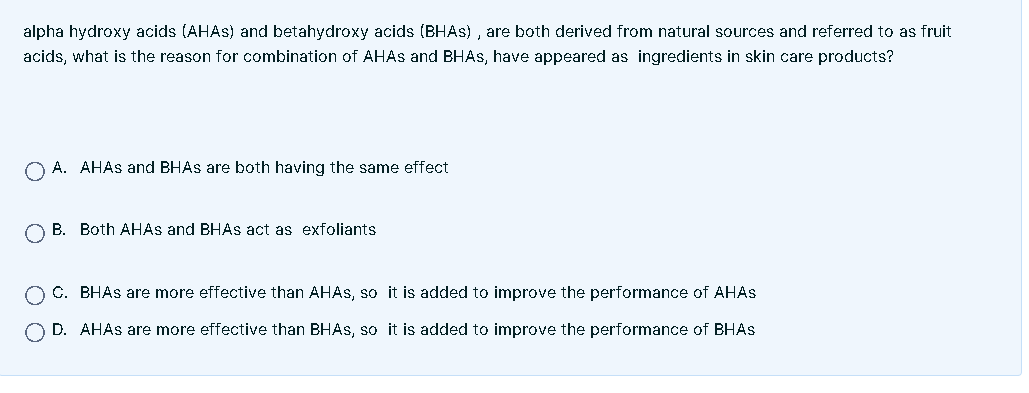 alpha hydroxy acids (AHAs) and betahydroxy acids (BHAs) , are both derived from natural sources and referred to as fruit
acids, what is the reason for combination of AHAs and BHAs, have appeared as ingredients in skin care products?
A. AHAs and BHAs are both having the same effect
B. Both AHAs and BHAs act as exfoliants
C. BHAs are more effective than AHAs, so it is added to improve the performance of AHAs
D. AHAs are more effective than BHAs, so it is added to improve the performance of BHAs